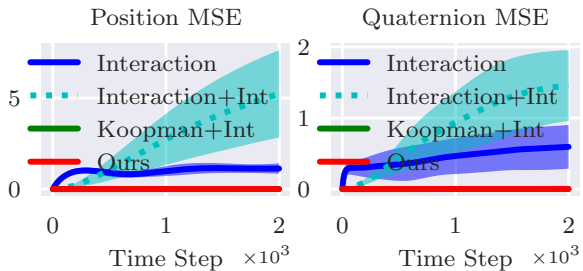 Position MSE
5
0
Interaction
Interaction+Int
Koopman+Int
Ours
0
1
2
Time Step
×10³
Quaternion MSE
2
1
0
Interaction
Interaction+Int
Koopman+Int
Ours
0
1
2
Time Step
×10³